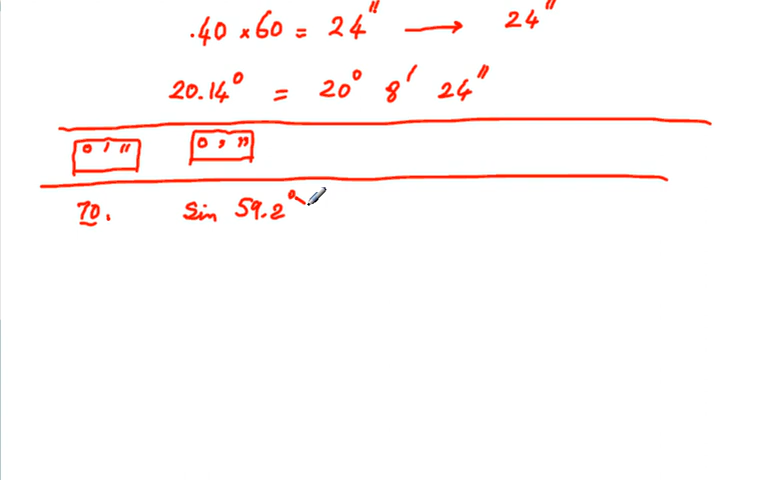 .40 × 60 = 24" → 24"
20.14° = 20° 8' 24"
° ' " ° , ,,
70. Sin 59.2°